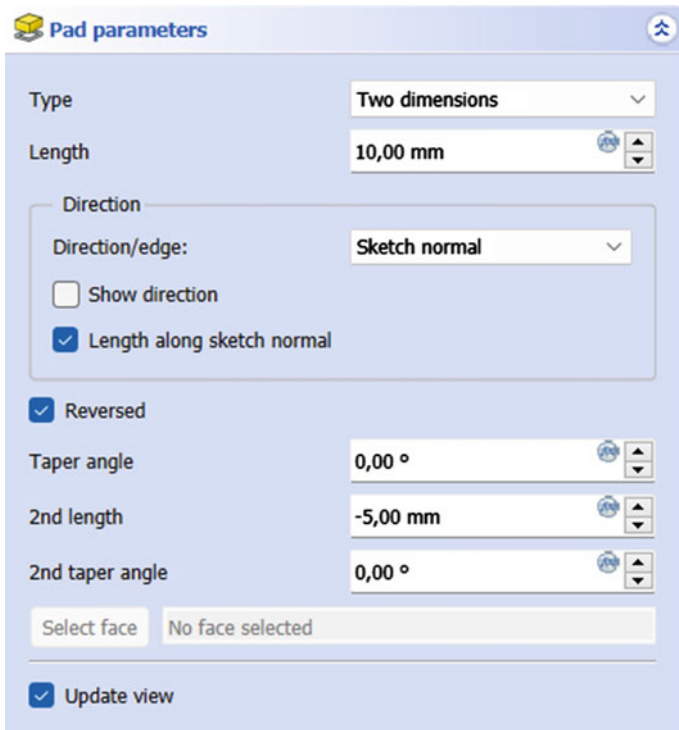 Pad parameters
Type Two dimensions
Length 10,00 mm
Direction
Direction/edge: Sketch normal
Show direction
Length along sketch normal
Reversed
Taper angle 0,00 °
2nd length -5,00 mm
2nd taper angle 0,00 °
Select face No face selected
Update view